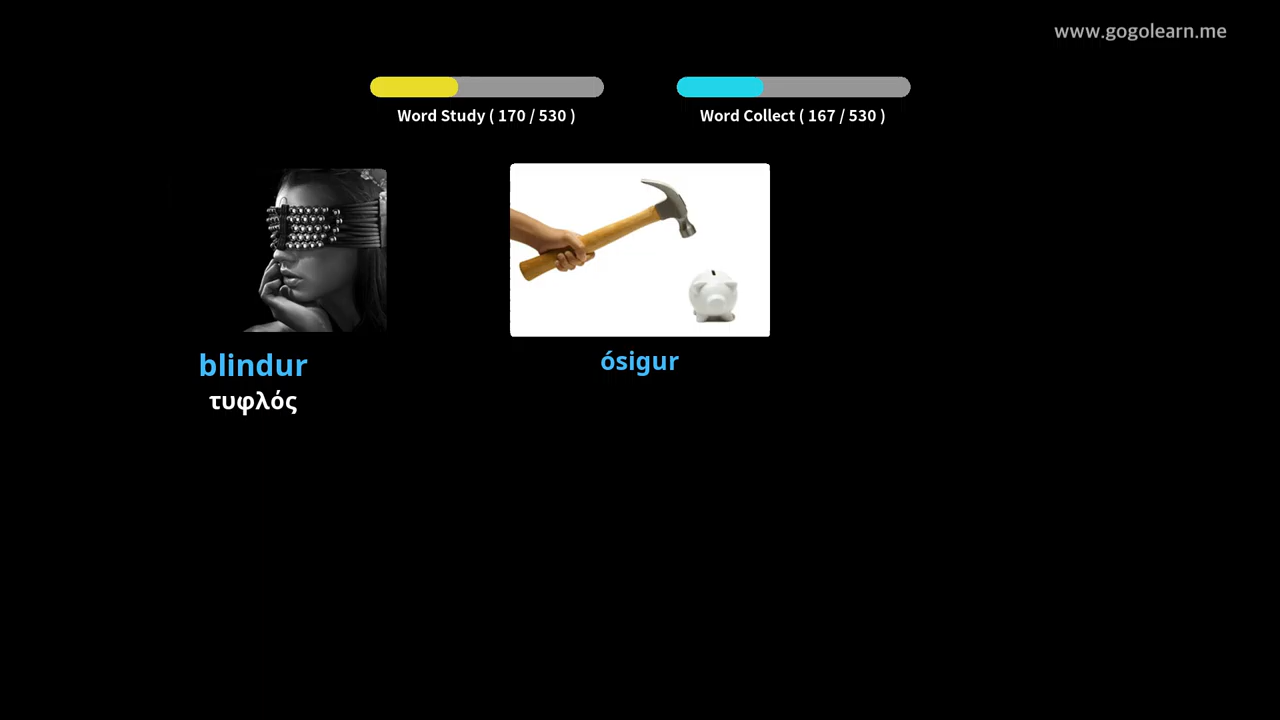 www.gogolearn.me
Word Study ( 170 / 530 )
Word Collect ( 167 / 530 )
blindur
τυφλός
ósigur